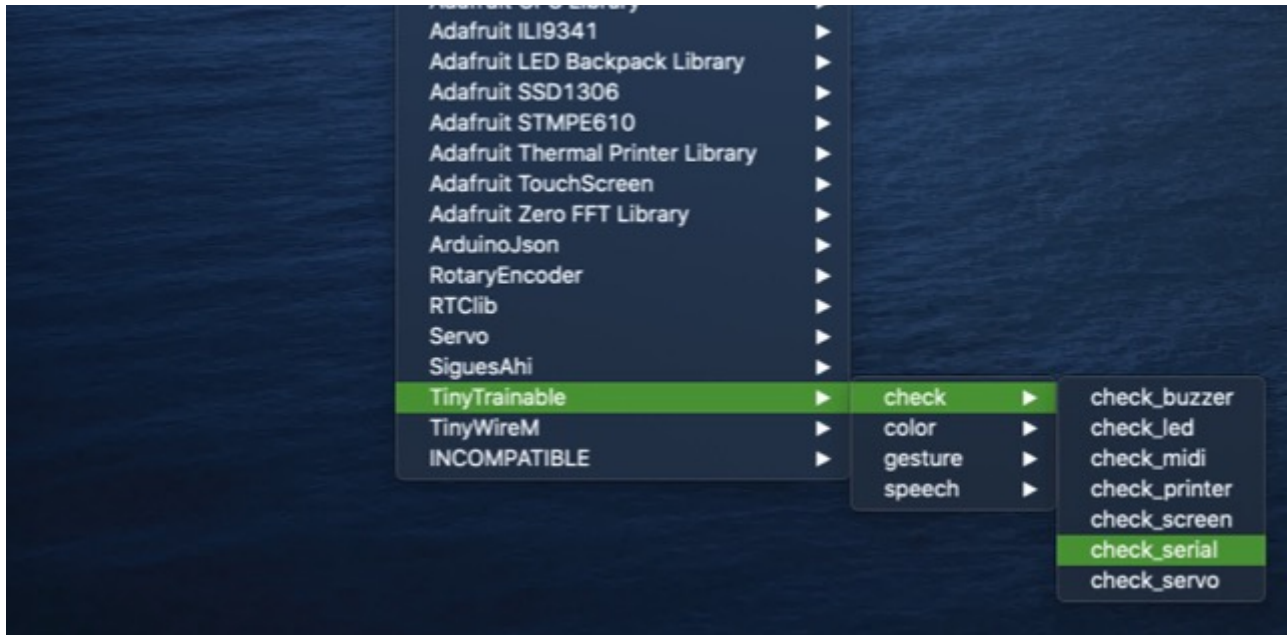 Adafruit ILI9341
Adafruit LED Backpack Library
Adafruit SSD1306
Adafruit STMPE610
Adafruit Thermal Printer Library
Adafruit TouchScreen
Adafruit Zero FFT Library
ArduinoJson
RotaryEncoder
RTClib
Servo
SiguesAhi
TinyTrainable
TinyWireM
INCOMPATIBLE
check
color
gesture
speech
check_buzzer
check_led
check_midi
check_printer
check_screen
check_serial
check_servo